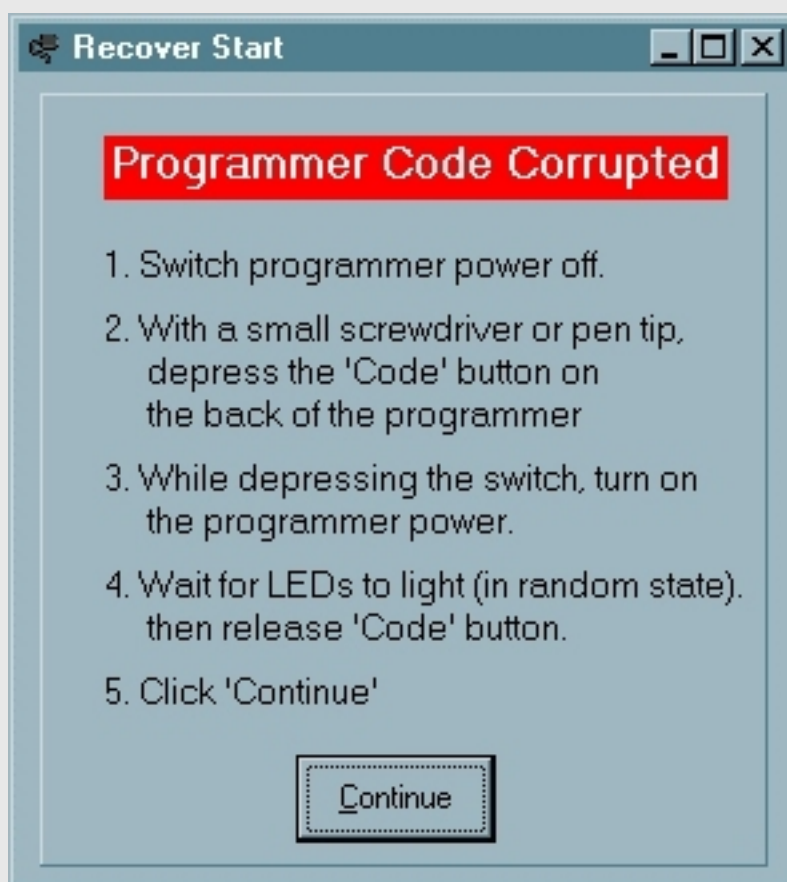 Recover Start
Programmer Code Corrupted
1. Switch programmer power off.
2. With a small screwdriver or pen tip,
depress the 'Code' button on
the back of the programmer
3. While depressing the switch, turn on
the programmer power.
4. Wait for LEDs to light (in random state).
then release 'Code' button.
5. Click 'Continue'
Continue